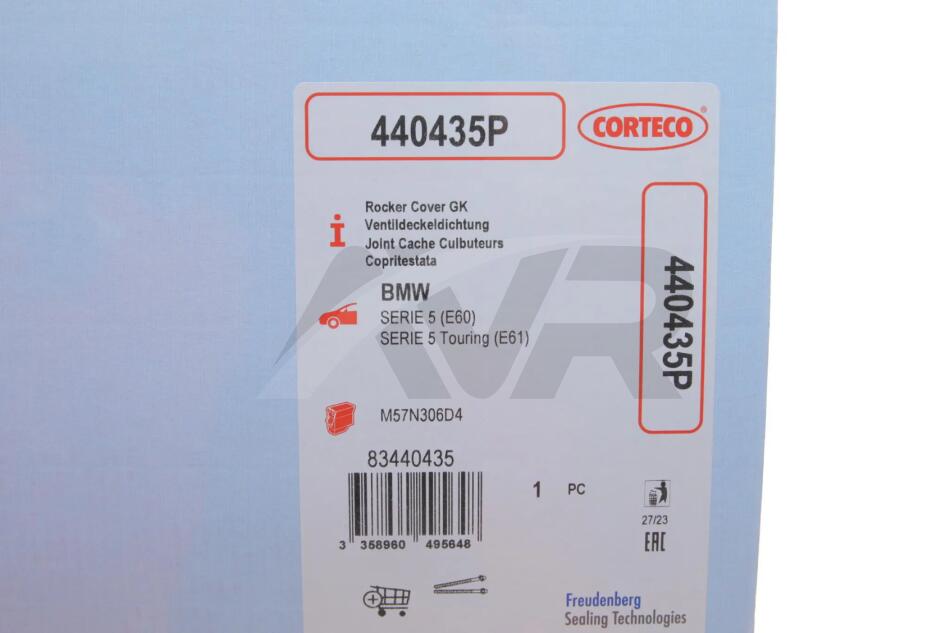 440435P
CORTECO®
Rocker Cover GK
Ventildeckeldichtung
Joint Cache Culbuteurs
Copritestata
440435P
BMW
SERIE 5 (E60)
SERIE 5 Touring (E61)
AVR
M57N306D4
83440435
1 PC
3 358960 495648
27/23
EAC
Freudenberg
Sealing Technologies